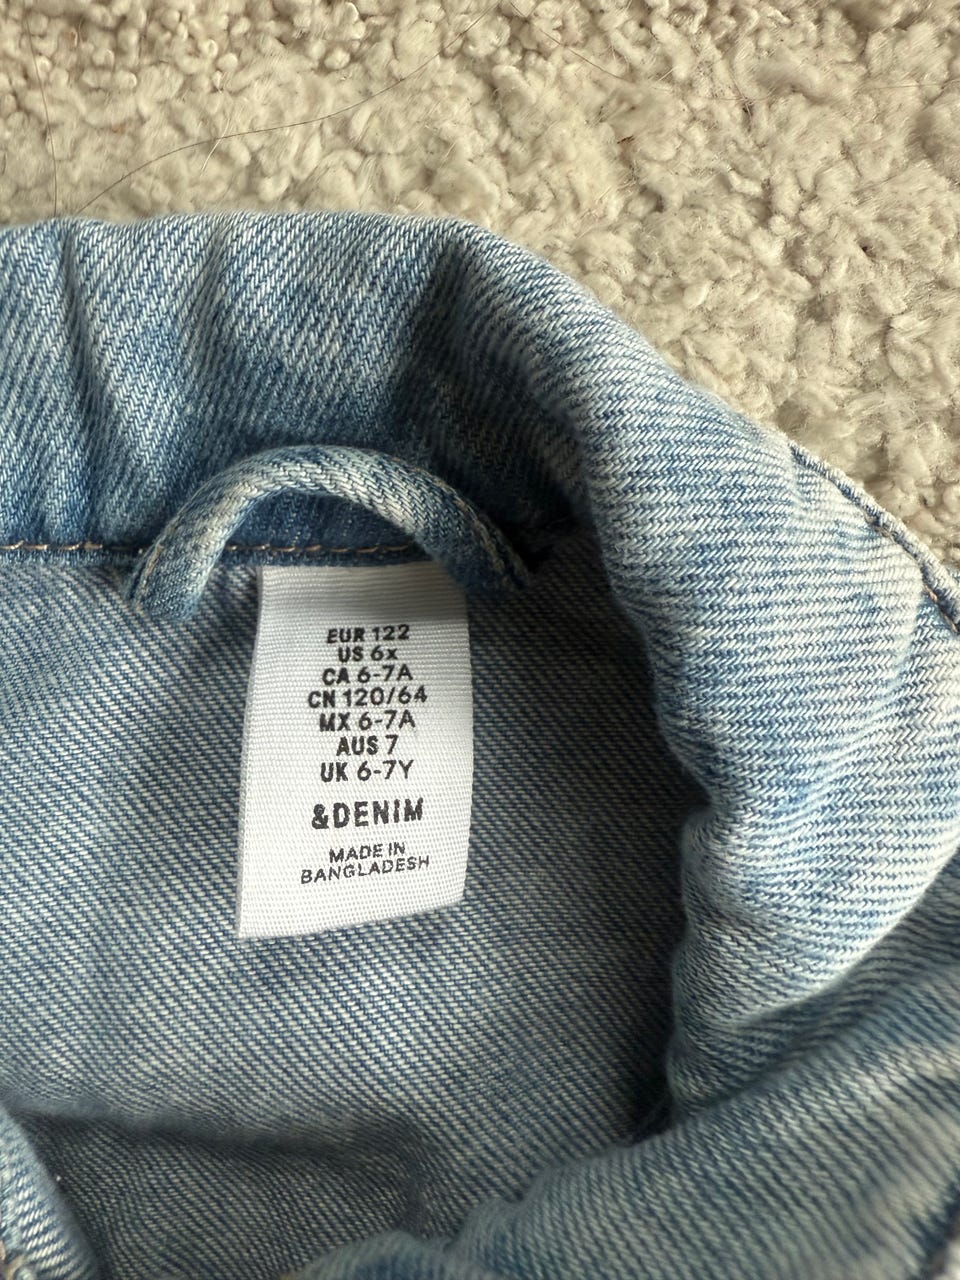 EUR 122
US 6x
CA 6-7A
CN 120/64
MX 6-7A
AUS 7
UK 6-7Y
&DENIM
MADE IN
BANGLADESH